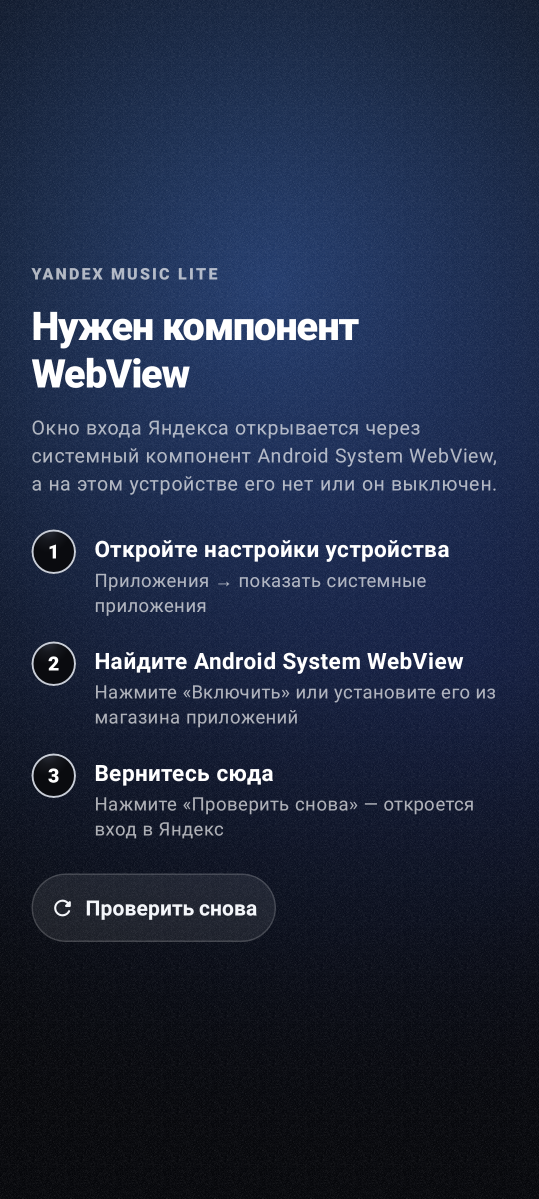 YANDEX MUSIC LITE
Нужен компонент
WebView
Окно входа Яндекса открывается через
системный компонент Android System WebView,
а на этом устройстве его нет или он выключен.
1 Откройте настройки устройства
Приложения → показать системные
приложения
2 Найдите Android System WebView
Нажмите «Включить» или установите его из
магазина приложений
3 Вернитесь сюда
Нажмите «Проверить снова» — откроется
вход в Яндекс
Проверить снова